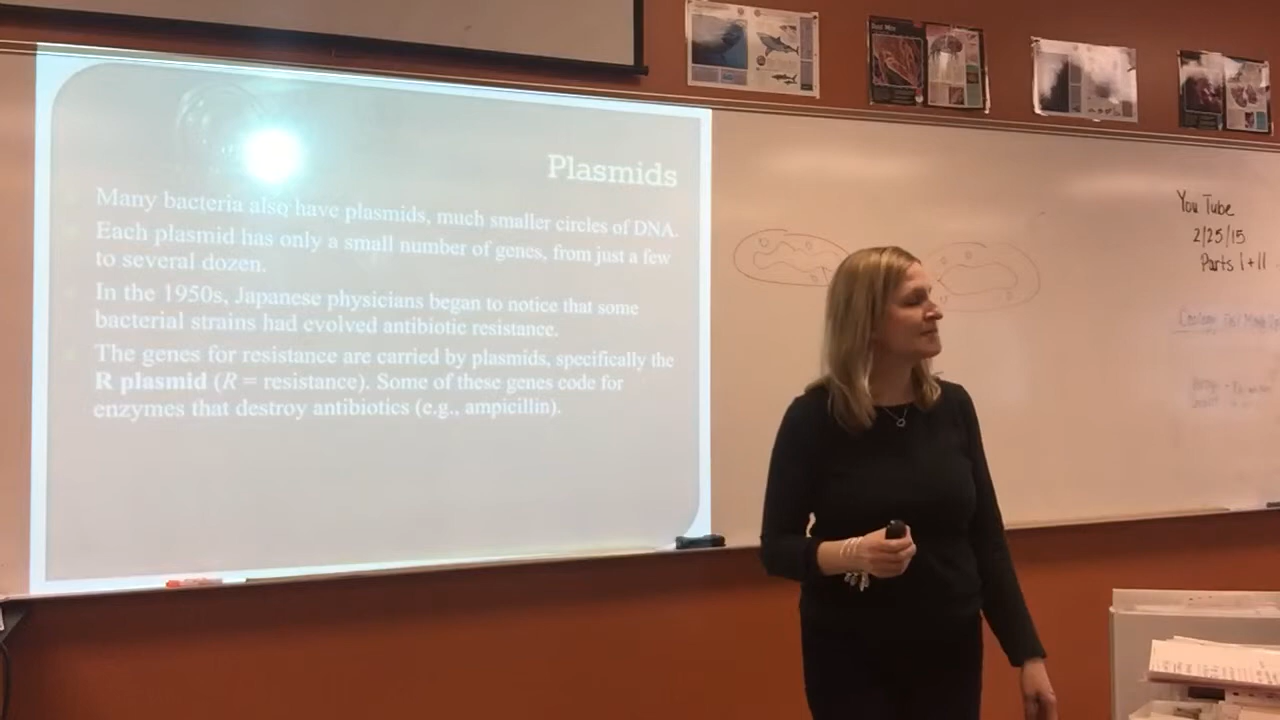 Plasmids
Many bacteria also have plasmids, much smaller circles of DNA.
Each plasmid has only a small number of genes, from just a few
to several dozen.
In the 1950s, Japanese physicians began to notice that some
bacterial strains had evolved antibiotic resistance.
The genes for resistance are carried by plasmids, specifically the
R plasmid (R = resistance). Some of these genes code for
enzymes that destroy antibiotics (e.g., ampicillin).
You Tube
2/25/15
Parts I + II